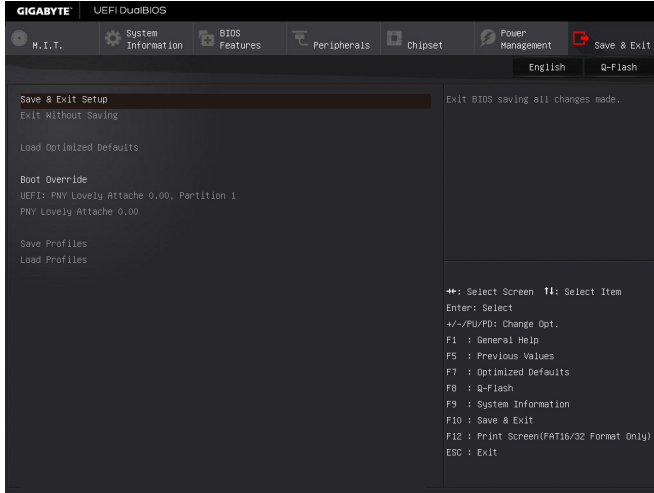 GIGABYTE™ UEFI DualBIOS
M.I.T. System Information BIOS Features Peripherals Chipset Power Management Save & Exit
English Q-Flash
Save & Exit Setup
Exit Without Saving
Load Optimized Defaults
Boot Override
UEFI: PNY Lovely Attache 0.00, Partition 1
PNY Lovely Attache 0.00
Save Profiles
Load Profiles
Exit BIOS saving all changes made.
→←: Select Screen ↑↓: Select Item
Enter: Select
+/-/PU/PD: Change Opt.
F1 : General Help
F5 : Previous Values
F7 : Optimized Defaults
F8 : Q-Flash
F9 : System Information
F10 : Save & Exit
F12 : Print Screen(FAT16/32 Format Only)
ESC : Exit